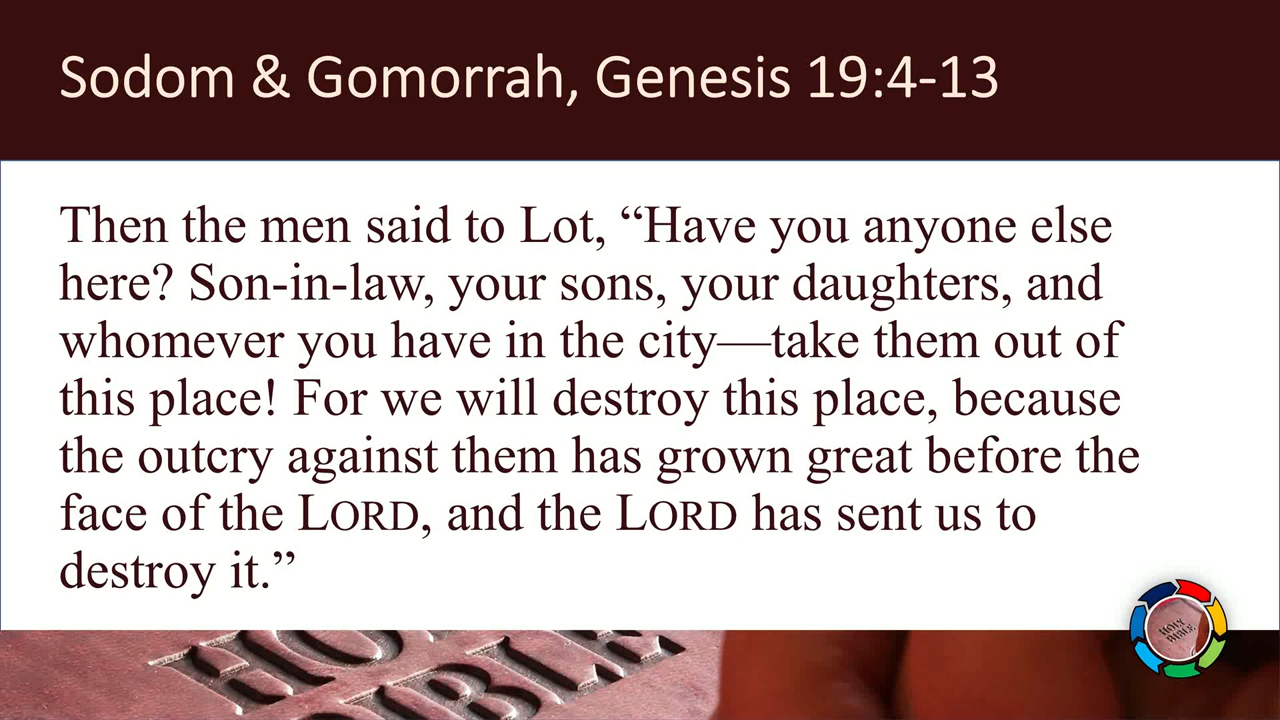 Sodom & Gomorrah, Genesis 19:4-13
Then the men said to Lot, “Have you anyone else
here? Son-in-law, your sons, your daughters, and
whomever you have in the city—take them out of
this place! For we will destroy this place, because
the outcry against them has grown great before the
face of the LORD, and the LORD has sent us to
destroy it.”
HOLY
BIBLE